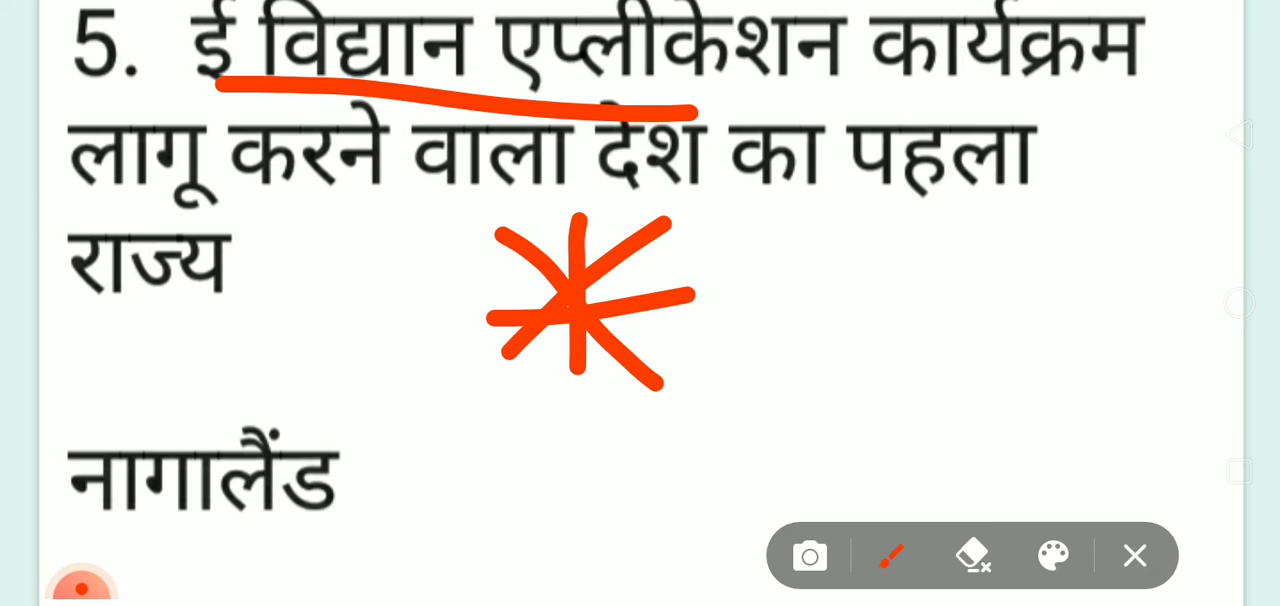 5. ई विद्यान एप्लीकेशन कार्यक्रम
लागू करने वाला देश का पहला
राज्य
नागालैंड